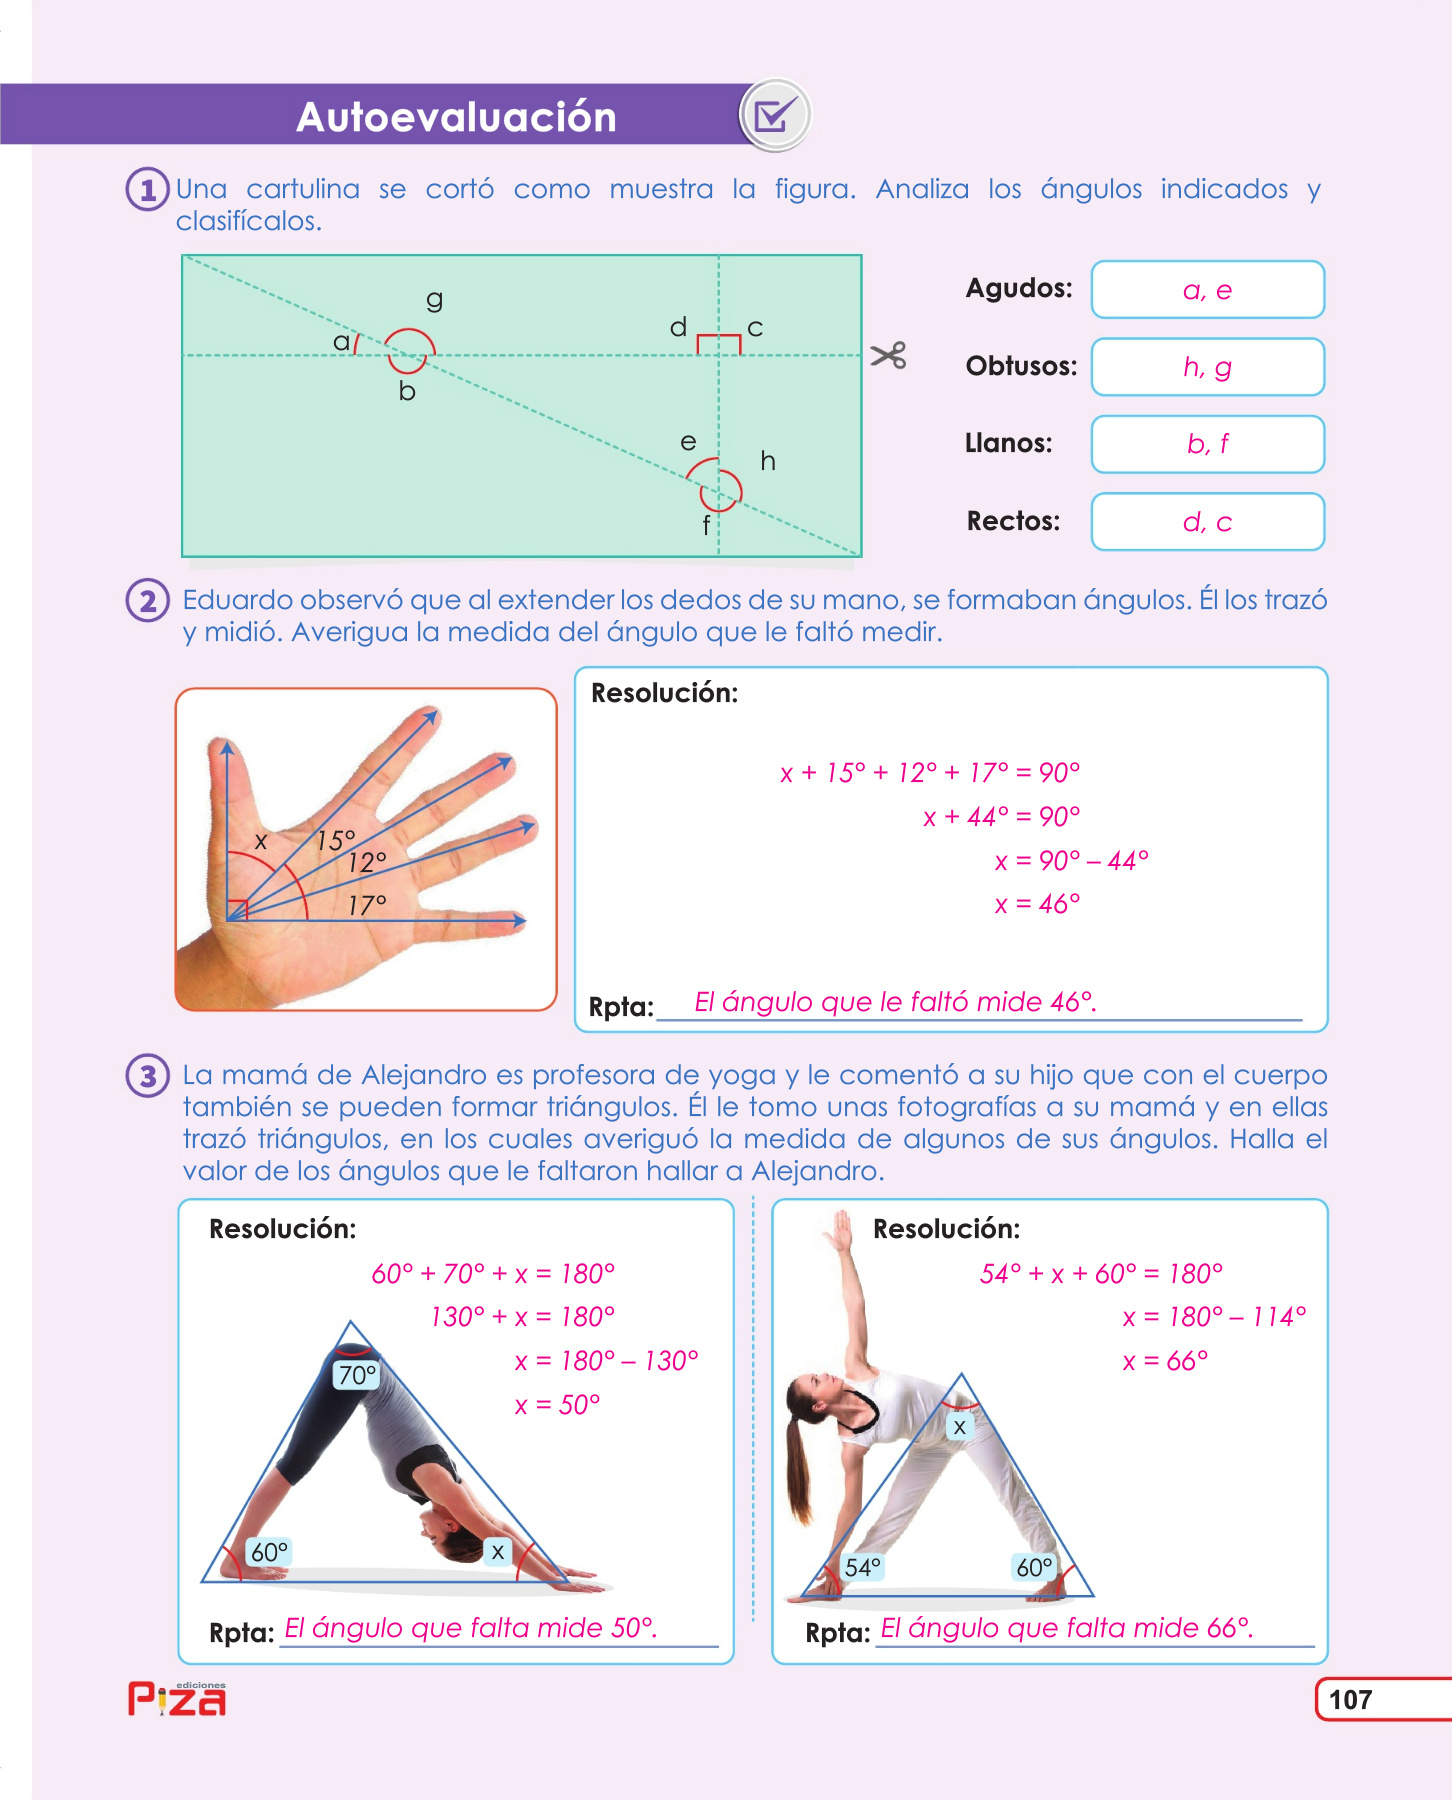 Autoevaluación
1 Una cartulina se cortó como muestra la figura. Analiza los ángulos indicados y
clasifícalos.
g
a
b
d c
e
h
f
Agudos: a, e
Obtusos: h, g
Llanos: b, f
Rectos: d, c
2 Eduardo observó que al extender los dedos de su mano, se formaban ángulos. Él los trazó
y midió. Averigua la medida del ángulo que le faltó medir.
x 15°
12°
17°
Resolución:
x + 15° + 12° + 17° = 90°
x + 44° = 90°
x = 90° – 44°
x = 46°
Rpta: El ángulo que le faltó mide 46°.
3 La mamá de Alejandro es profesora de yoga y le comentó a su hijo que con el cuerpo
también se pueden formar triángulos. Él le tomo unas fotografías a su mamá y en ellas
trazó triángulos, en los cuales averiguó la medida de algunos de sus ángulos. Halla el
valor de los ángulos que le faltaron hallar a Alejandro.
Resolución:
60° + 70° + x = 180°
130° + x = 180°
x = 180° – 130°
x = 50°
70°
60° x
Rpta: El ángulo que falta mide 50°.
Resolución:
54° + x + 60° = 180°
x = 180° – 114°
x = 66°
x
54° 60°
Rpta: El ángulo que falta mide 66°.
ediciones
Piza
107